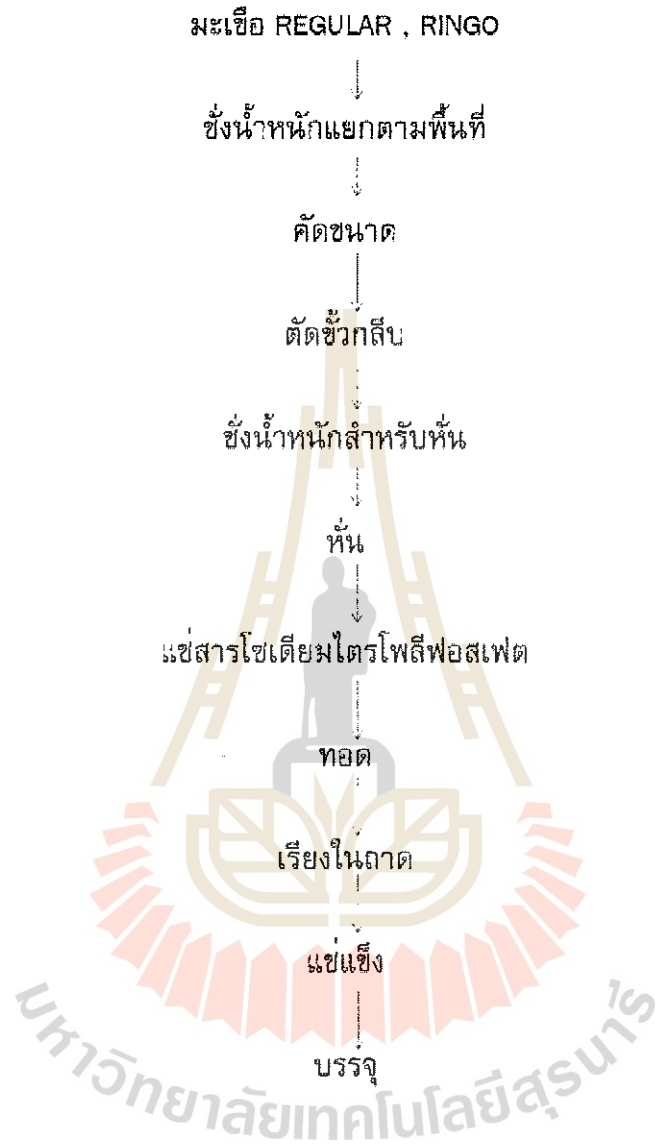 มะเขือ REGULAR , RINGO
ชั่งน้ำหนักแยกตามพื้นที่
คัดขนาด
ตัดขั้วกลีบ
ชั่งน้ำหนักสำหรับหั่น
หั่น
แช่สารโซเดียมไตรโพลีฟอสเฟต
ทอด
เรียงในถาด
แช่แข็ง
บรรจุ
มหาวิทยาลัยเทคโนโลยีสุรนารี